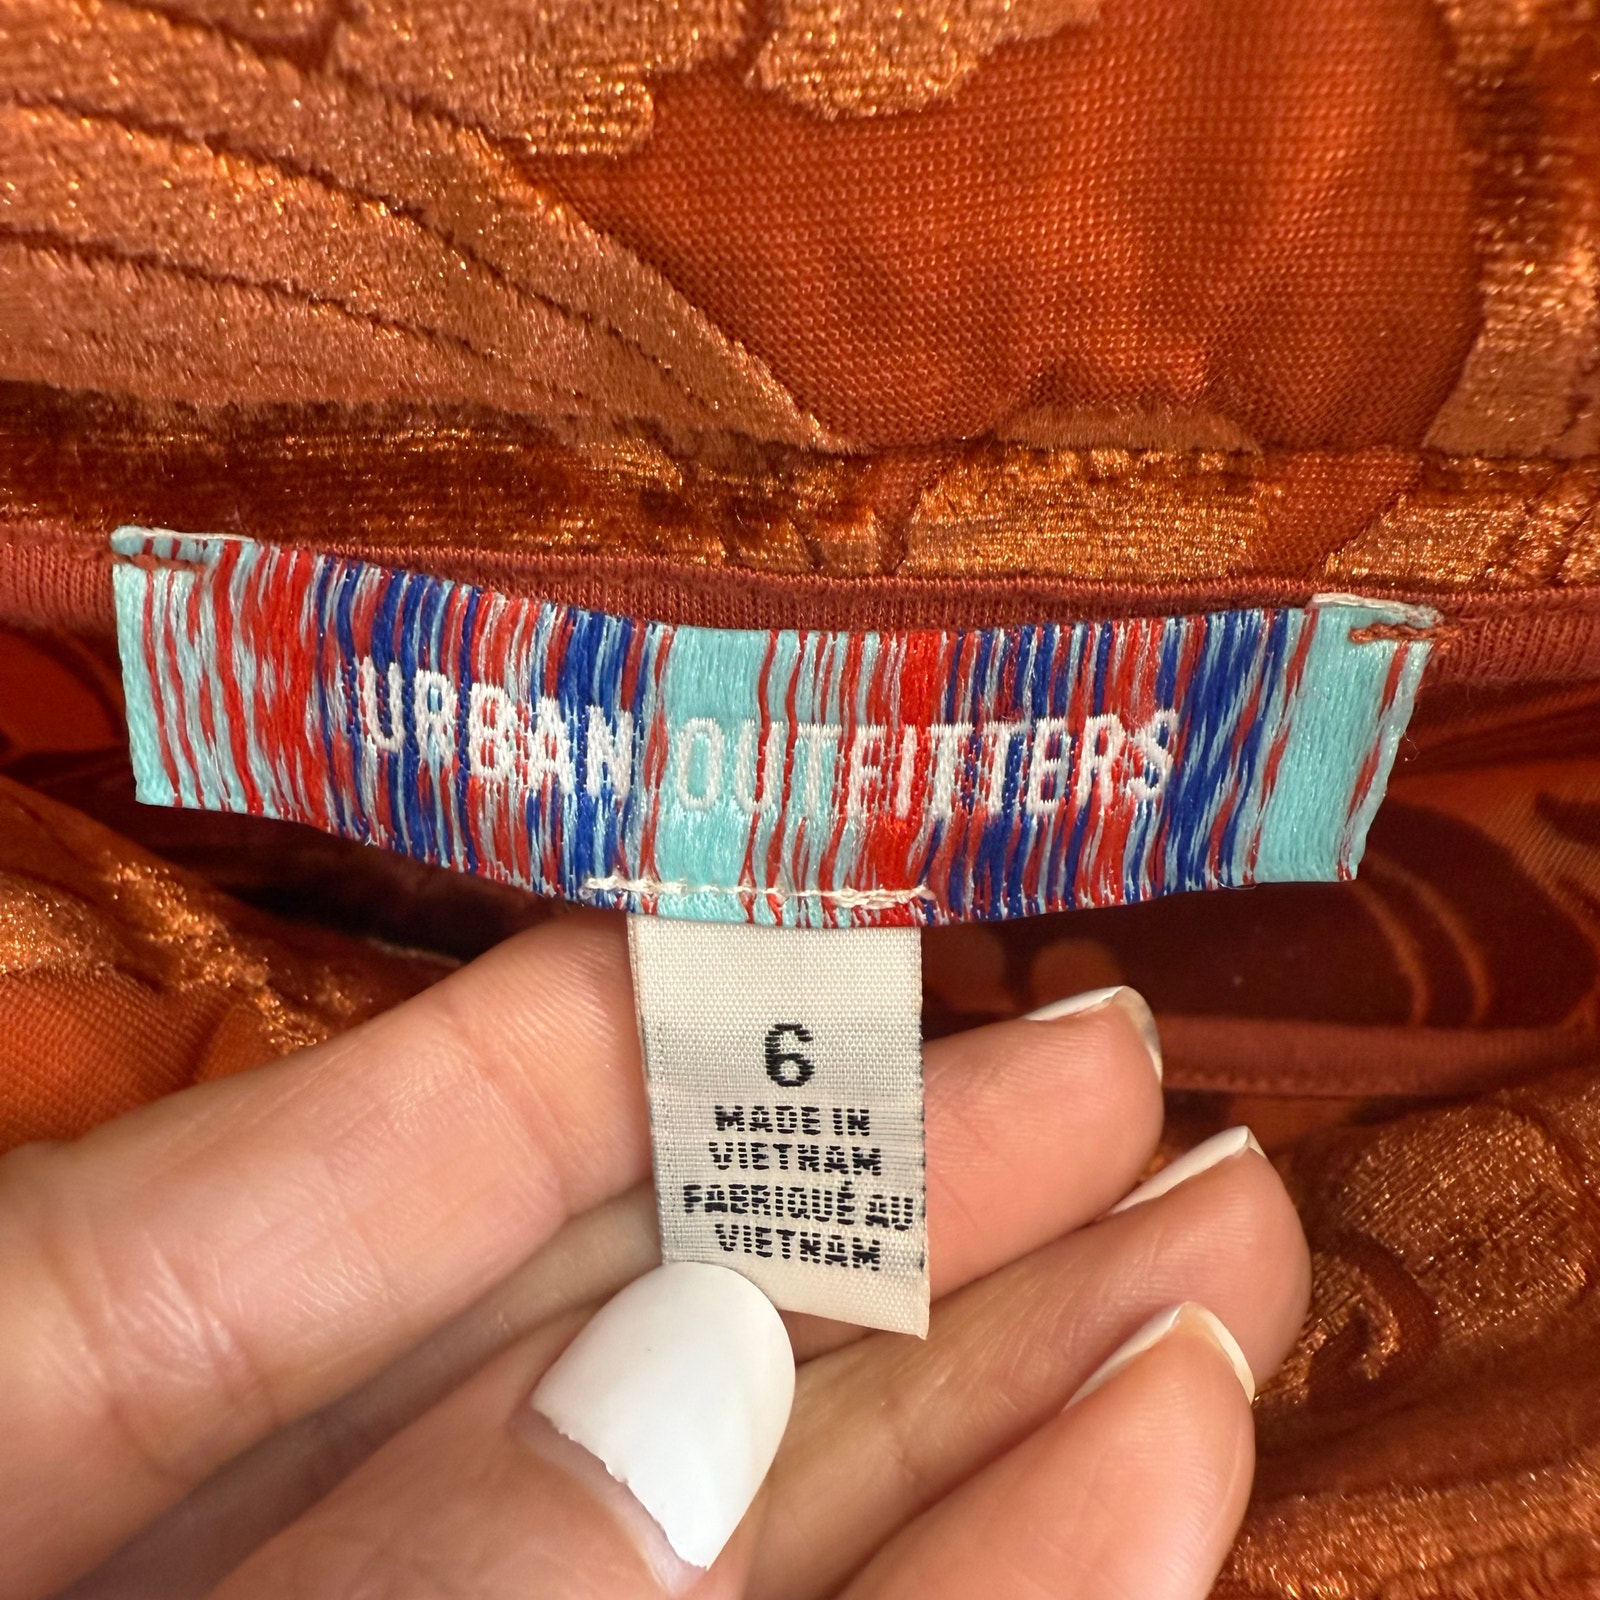 URBAN OUTFITTERS
6
MADE IN
VIETNAM
FABRIQUÉ AU
VIETNAM